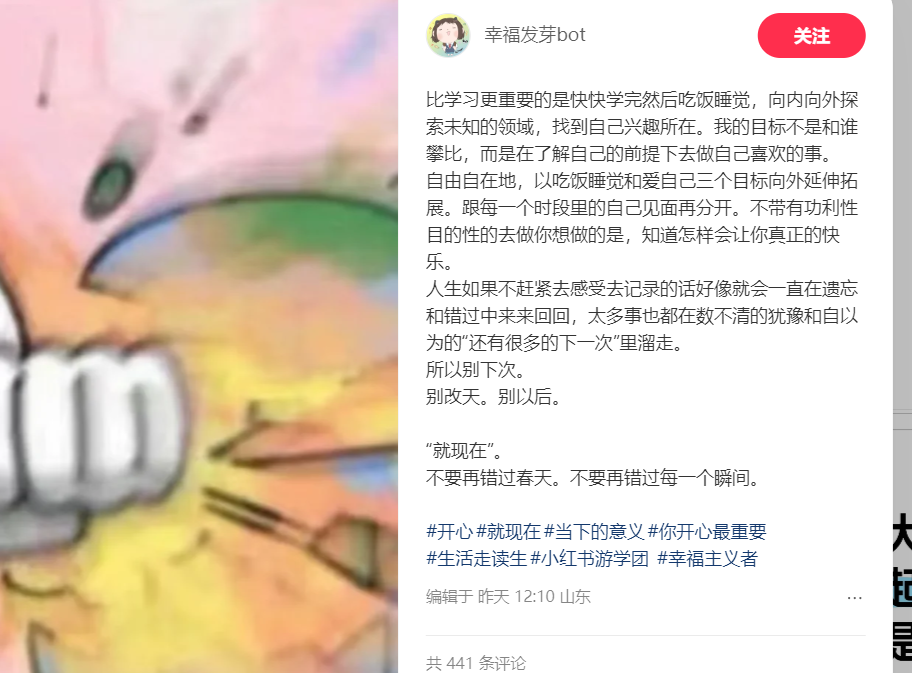 幸福发芽bot
关注
比学习更重要的是快快学完然后吃饭睡觉，向内向外探
索未知的领域，找到自己兴趣所在。我的目标不是和谁
攀比，而是在了解自己的前提下去做自己喜欢的事。
自由自在地，以吃饭睡觉和爱自己三个目标向外延伸拓
展。跟每一个时段里的自己见面再分开。不带有功利性
目的性的去做你想做的是，知道怎样会让你真正的快
乐。
人生如果不赶紧去感受去记录的话好像就会一直在遗忘
和错过中来来回回，太多事也都在数不清的犹豫和自以
为的“还有很多的下一次”里溜走。
所以别下次。
别改天。别以后。
“就现在”。
不要再错过春天。不要再错过每一个瞬间。
#开心 #就现在 #当下的意义 #你开心最重要
#生活走读生 #小红书游学团 #幸福主义者
编辑于 昨天 12:10 山东
...
共 441 条评论